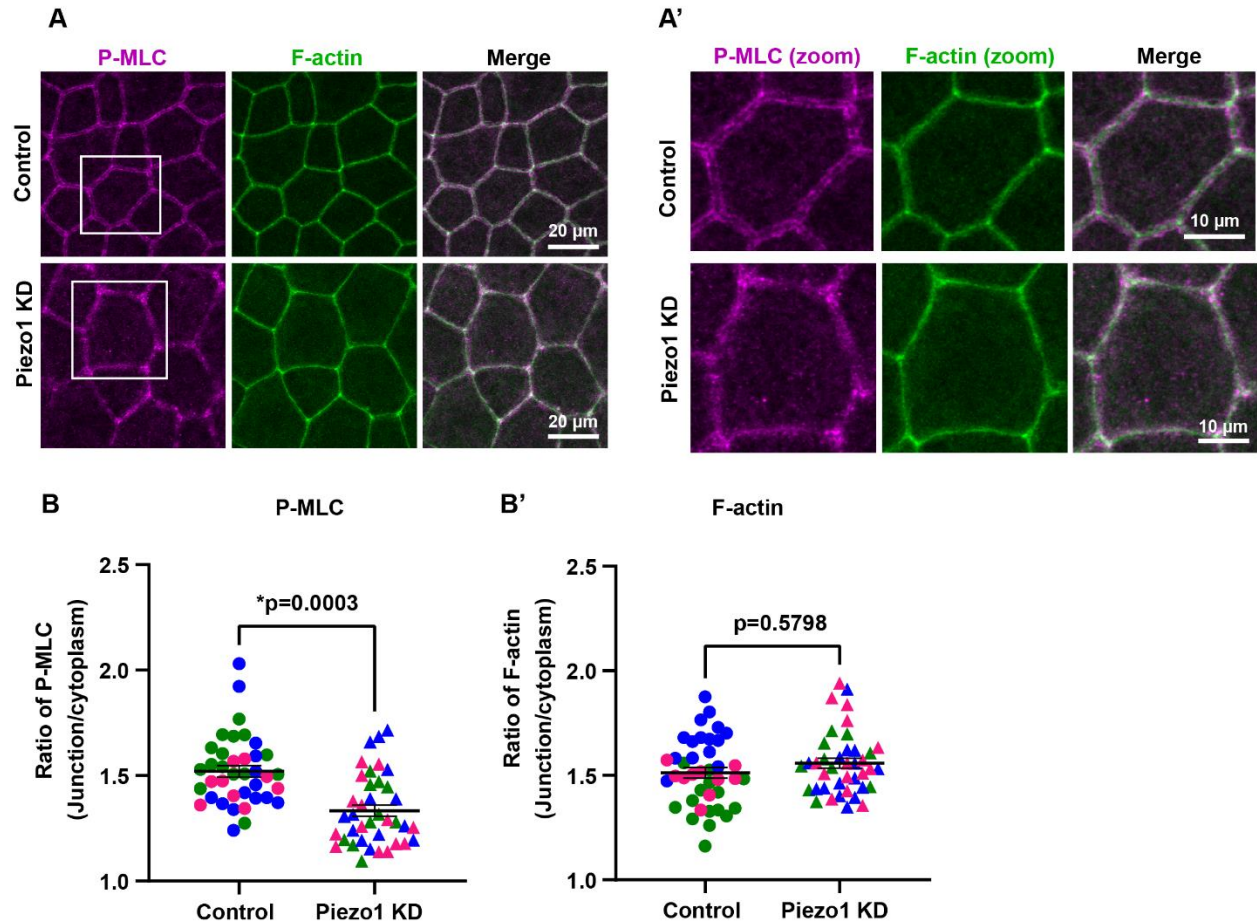 A
P-MLC
F-actin
Merge
Control
20 µm
Piezo1 KD
20 µm
A’
P-MLC (zoom)
F-actin (zoom)
Merge
Control
10 µm
Piezo1 KD
10 µm
B
P-MLC
Ratio of P-MLC
(Junction/cytoplasm)
2.5
2.0
1.5
1.0
*p=0.0003
Control
Piezo1 KD
B’
F-actin
Ratio of F-actin
(Junction/cytoplasm)
2.5
2.0
1.5
1.0
p=0.5798
Control
Piezo1 KD